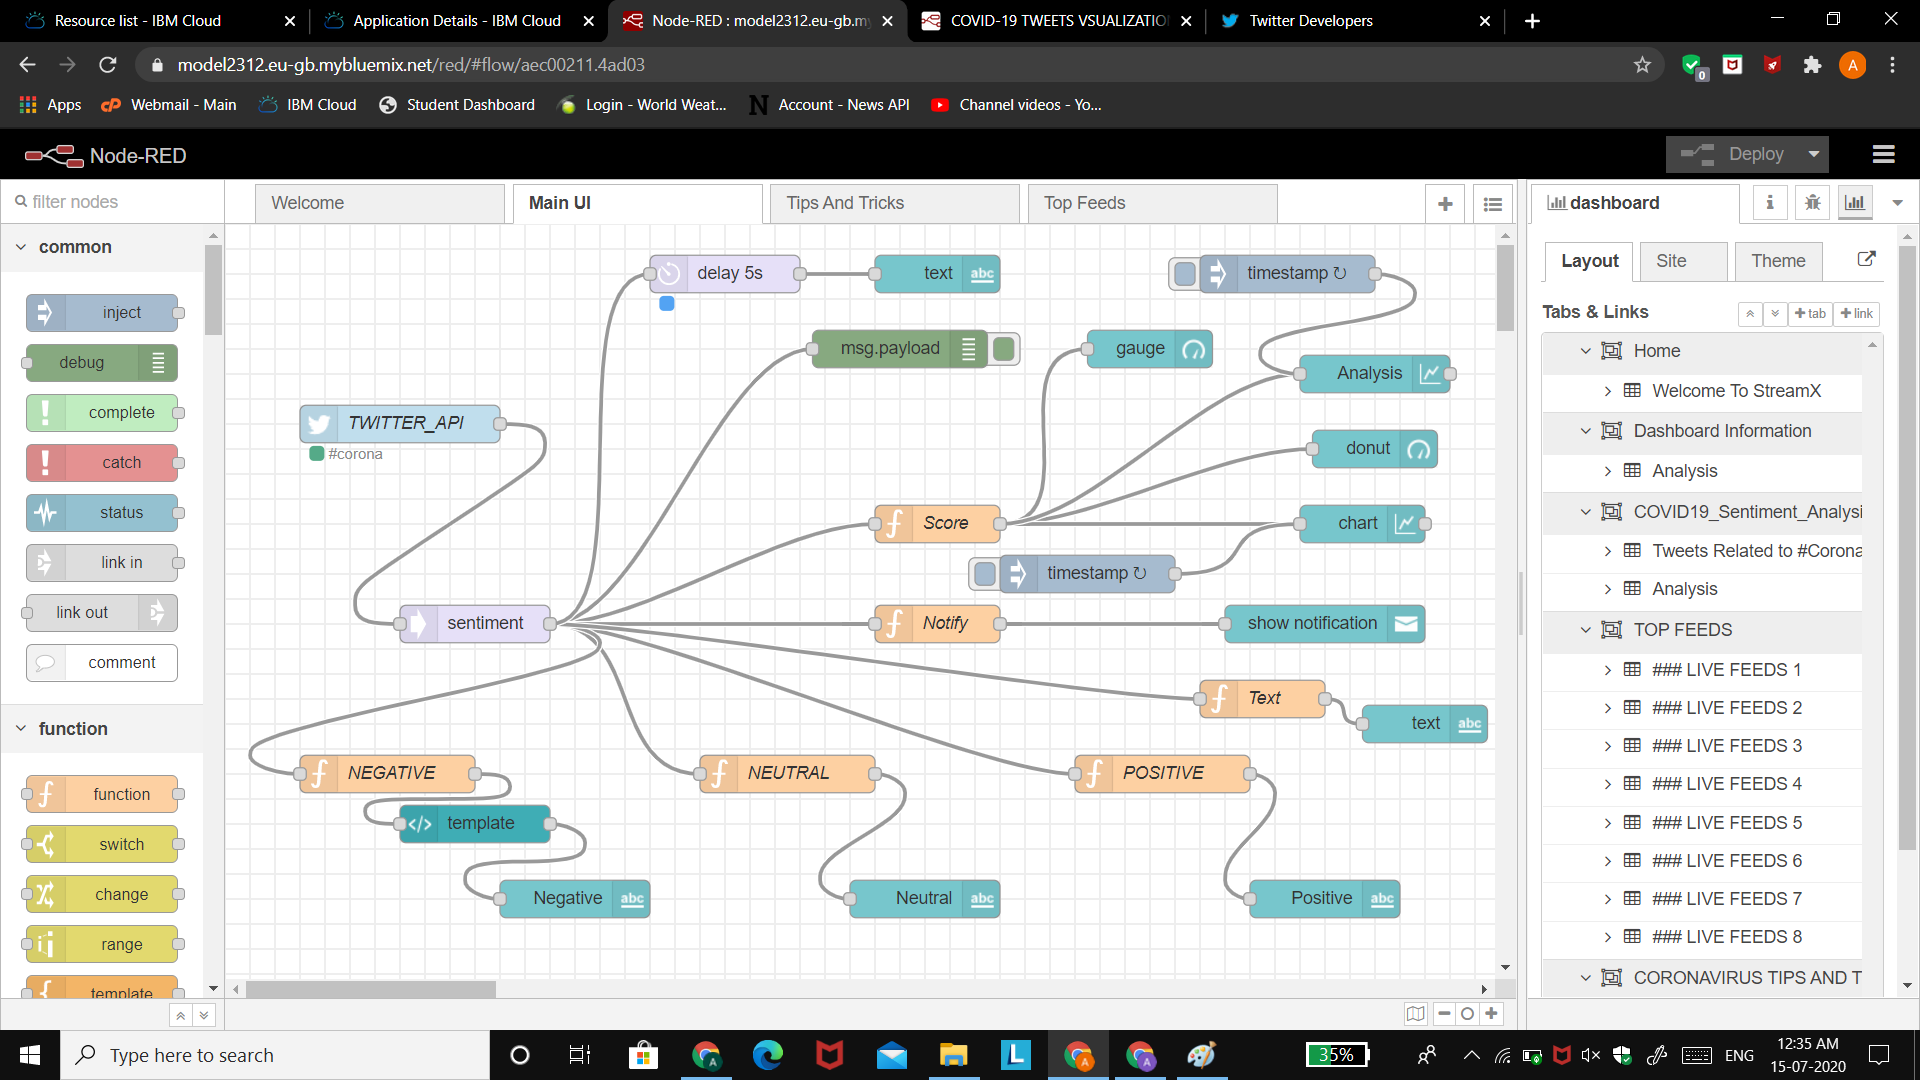 Resource list - IBM Cloud
Application Details - IBM Cloud
Node-RED : model2312.eu-gb.my
COVID-19 TWEETS VSUALIZATIO
Twitter Developers
model2312.eu-gb.mybluemix.net/red/#flow/aec00211.4ad03
0
A
Apps
Webmail - Main
IBM Cloud
Student Dashboard
Login - World Weat...
Account - News API
Channel videos - Yo...
Node-RED
Deploy
filter nodes
Welcome
Main UI
Tips And Tricks
Top Feeds
dashboard
common
inject
debug
complete
catch
status
link in
link out
comment
function
function
switch
change
range
template
delay 5s
text
abc
timestamp ↻
msg.payload
gauge
Analysis
TWITTER_API
#corona
donut
Score
chart
timestamp ↻
sentiment
Notify
show notification
Text
text
abc
NEGATIVE
NEUTRAL
POSITIVE
template
Negative
abc
Neutral
abc
Positive
abc
Layout
Site
Theme
Tabs & Links
+ tab
+ link
Home
Welcome To StreamX
Dashboard Information
Analysis
COVID19_Sentiment_Analysi
Tweets Related to #Corona
Analysis
TOP FEEDS
### LIVE FEEDS 1
### LIVE FEEDS 2
### LIVE FEEDS 3
### LIVE FEEDS 4
### LIVE FEEDS 5
### LIVE FEEDS 6
### LIVE FEEDS 7
### LIVE FEEDS 8
CORONAVIRUS TIPS AND T
Type here to search
35%
ENG
12:35 AM
15-07-2020